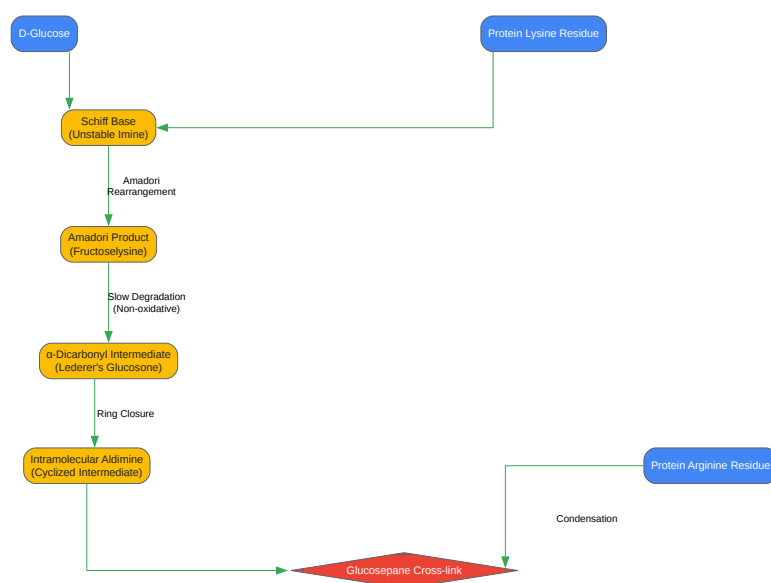 D-Glucose
Protein Lysine Residue
Schiff Base
(Unstable Imine)
Amadori
Rearrangement
Amadori Product
(Fructoselysine)
Slow Degradation
(Non-oxidative)
α-Dicarbonyl Intermediate
(Lederer's Glucosone)
Ring Closure
Intramolecular Aldimine
(Cyclized Intermediate)
Protein Arginine Residue
Condensation
Glucosepane Cross-link